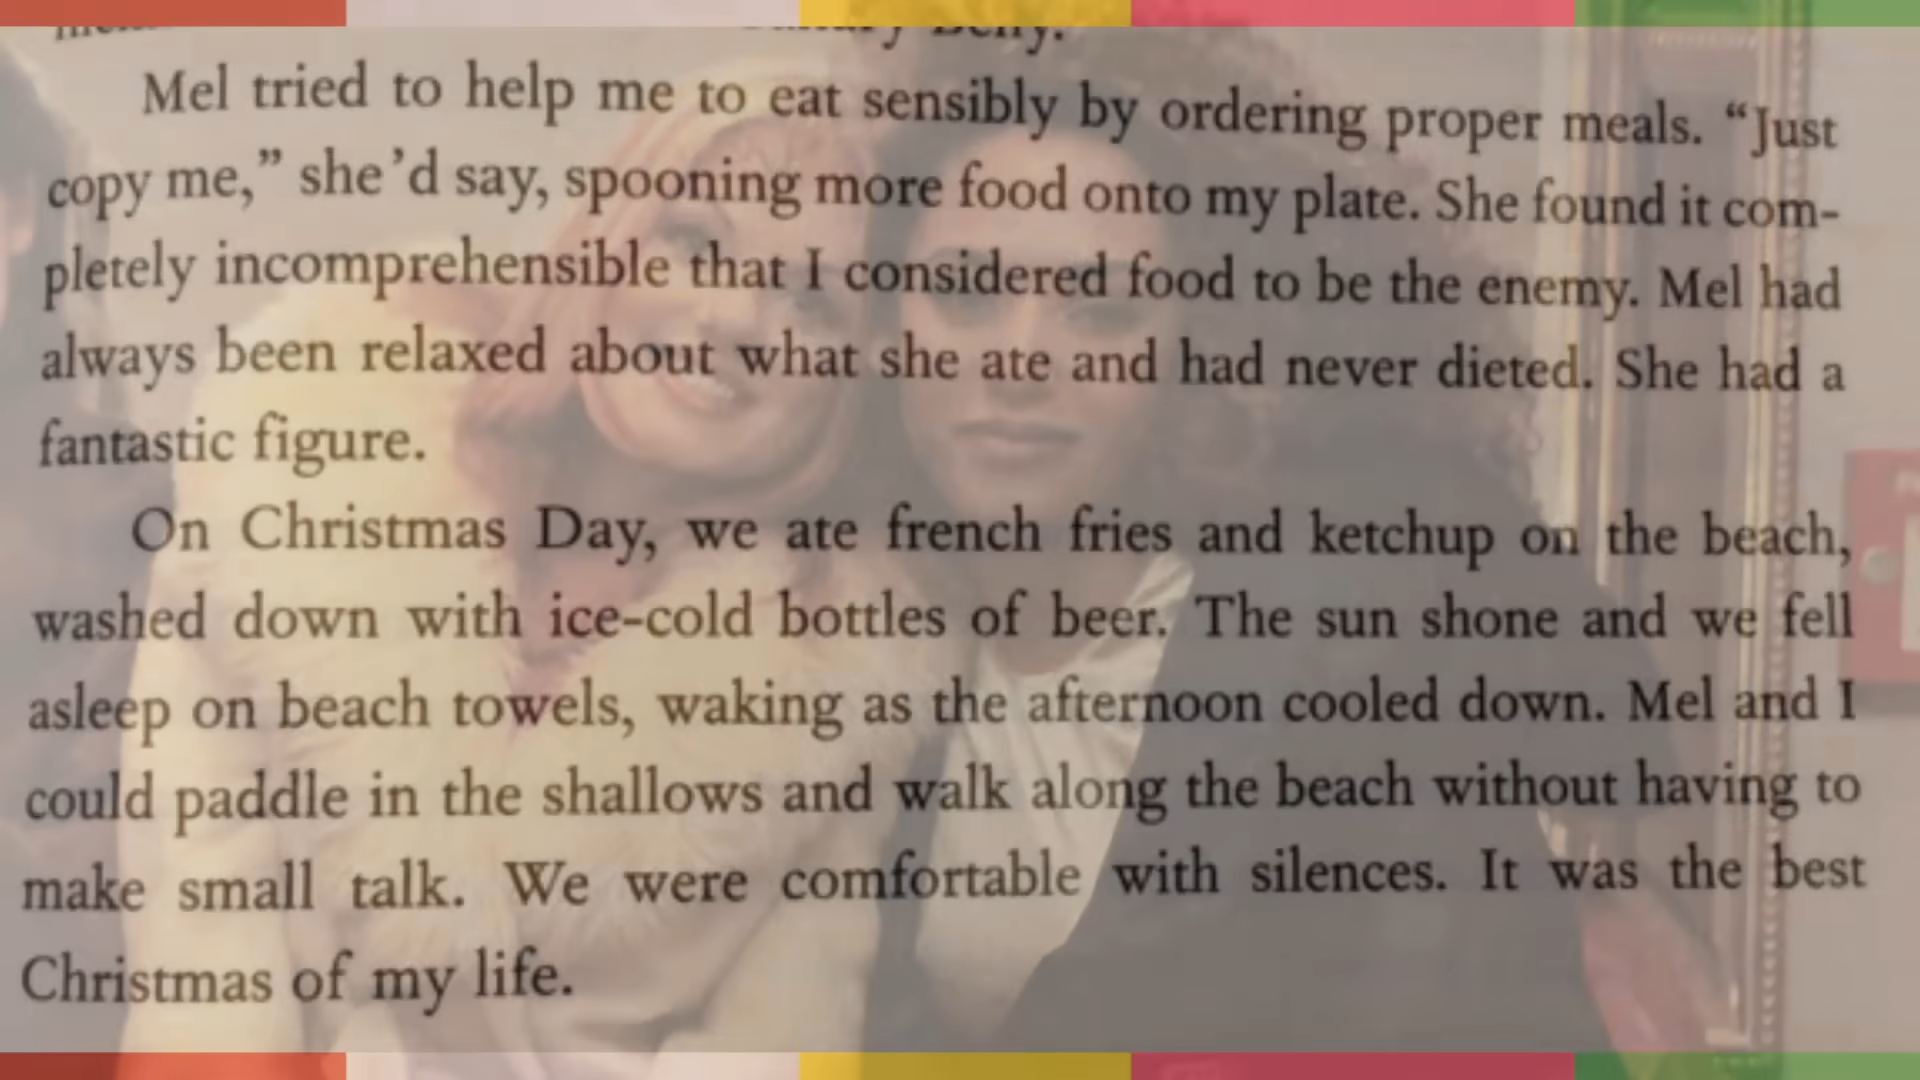 Mel tried to help me to eat sensibly by ordering proper meals. “Just
copy me,” she’d say, spooning more food onto my plate. She found it com-
pletely incomprehensible that I considered food to be the enemy. Mel had
always been relaxed about what she ate and had never dieted. She had a
fantastic figure.
On Christmas Day, we ate french fries and ketchup on the beach,
washed down with ice-cold bottles of beer. The sun shone and we fell
asleep on beach towels, waking as the afternoon cooled down. Mel and I
could paddle in the shallows and walk along the beach without having to
make small talk. We were comfortable with silences. It was the best
Christmas of my life.